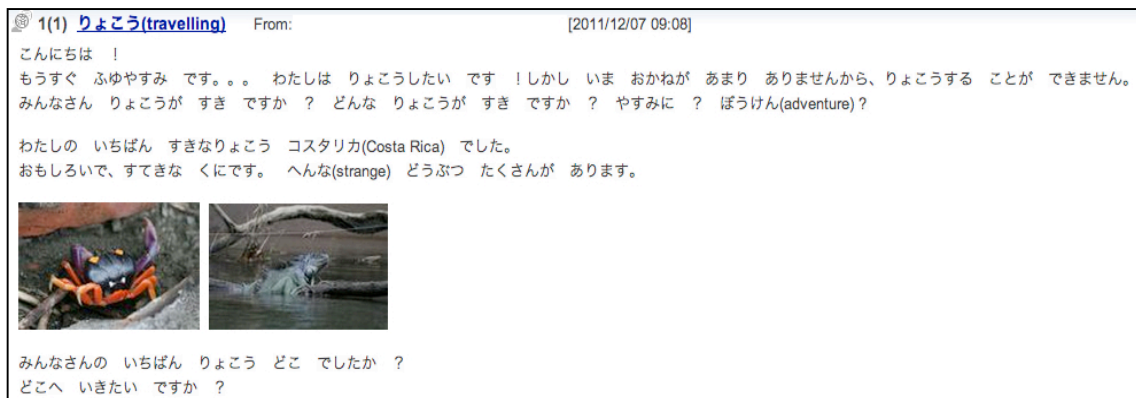 1(1) りょこう(travelling) From: [2011/12/07 09:08]
こんにちは !
もうすぐ ふゆやすみ です。。。 わたしは りょこうしたい です !しかし いま おかねが あまり ありませんから、りょこうする ことが できません。
みんなさん りょこうが すき ですか ? どんな りょこうが すき ですか ? やすみに ? ぼうけん(adventure)?
わたしの いちばん すきなりょこう コスタリカ(Costa Rica) でした。
おもしろいで、すてきな くにです。 へんな(strange) どうぶつ たくさんが あります。
みんなさんの いちばん りょこう どこ でしたか ?
どこへ いきたい ですか ?